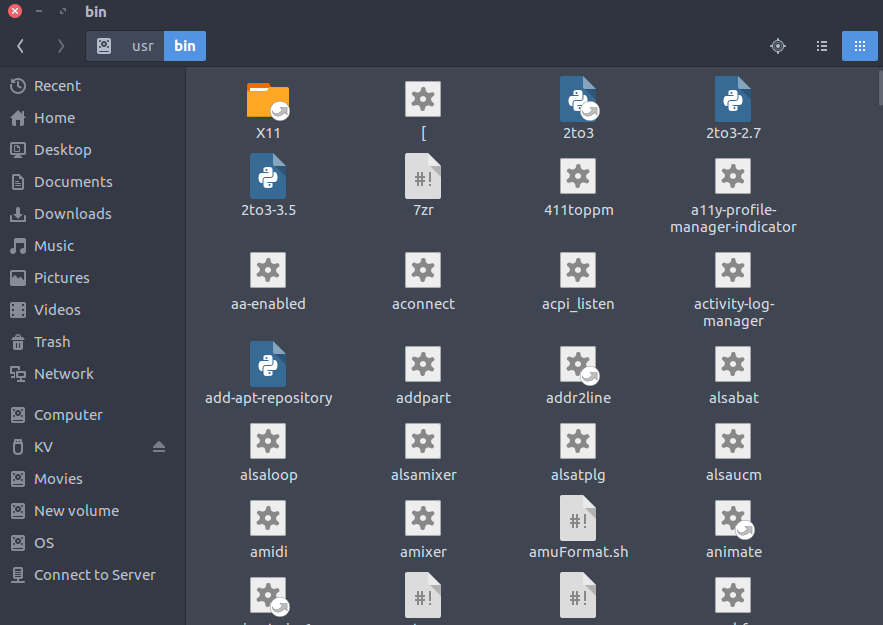 bin
usr
bin
Recent
Home
Desktop
Documents
Downloads
Music
Pictures
Videos
Trash
Network
Computer
KV
Movies
New volume
OS
Connect to Server
X11
[
2to3
2to3-2.7
2to3-3.5
#!
7zr
411toppm
a11y-profile-
manager-indicator
aa-enabled
aconnect
acpi_listen
activity-log-
manager
add-apt-repository
addpart
addr2line
alsabat
alsaloop
alsamixer
alsatplg
alsaucm
amidi
amixer
#!
amuFormat.sh
animate
#!
#!